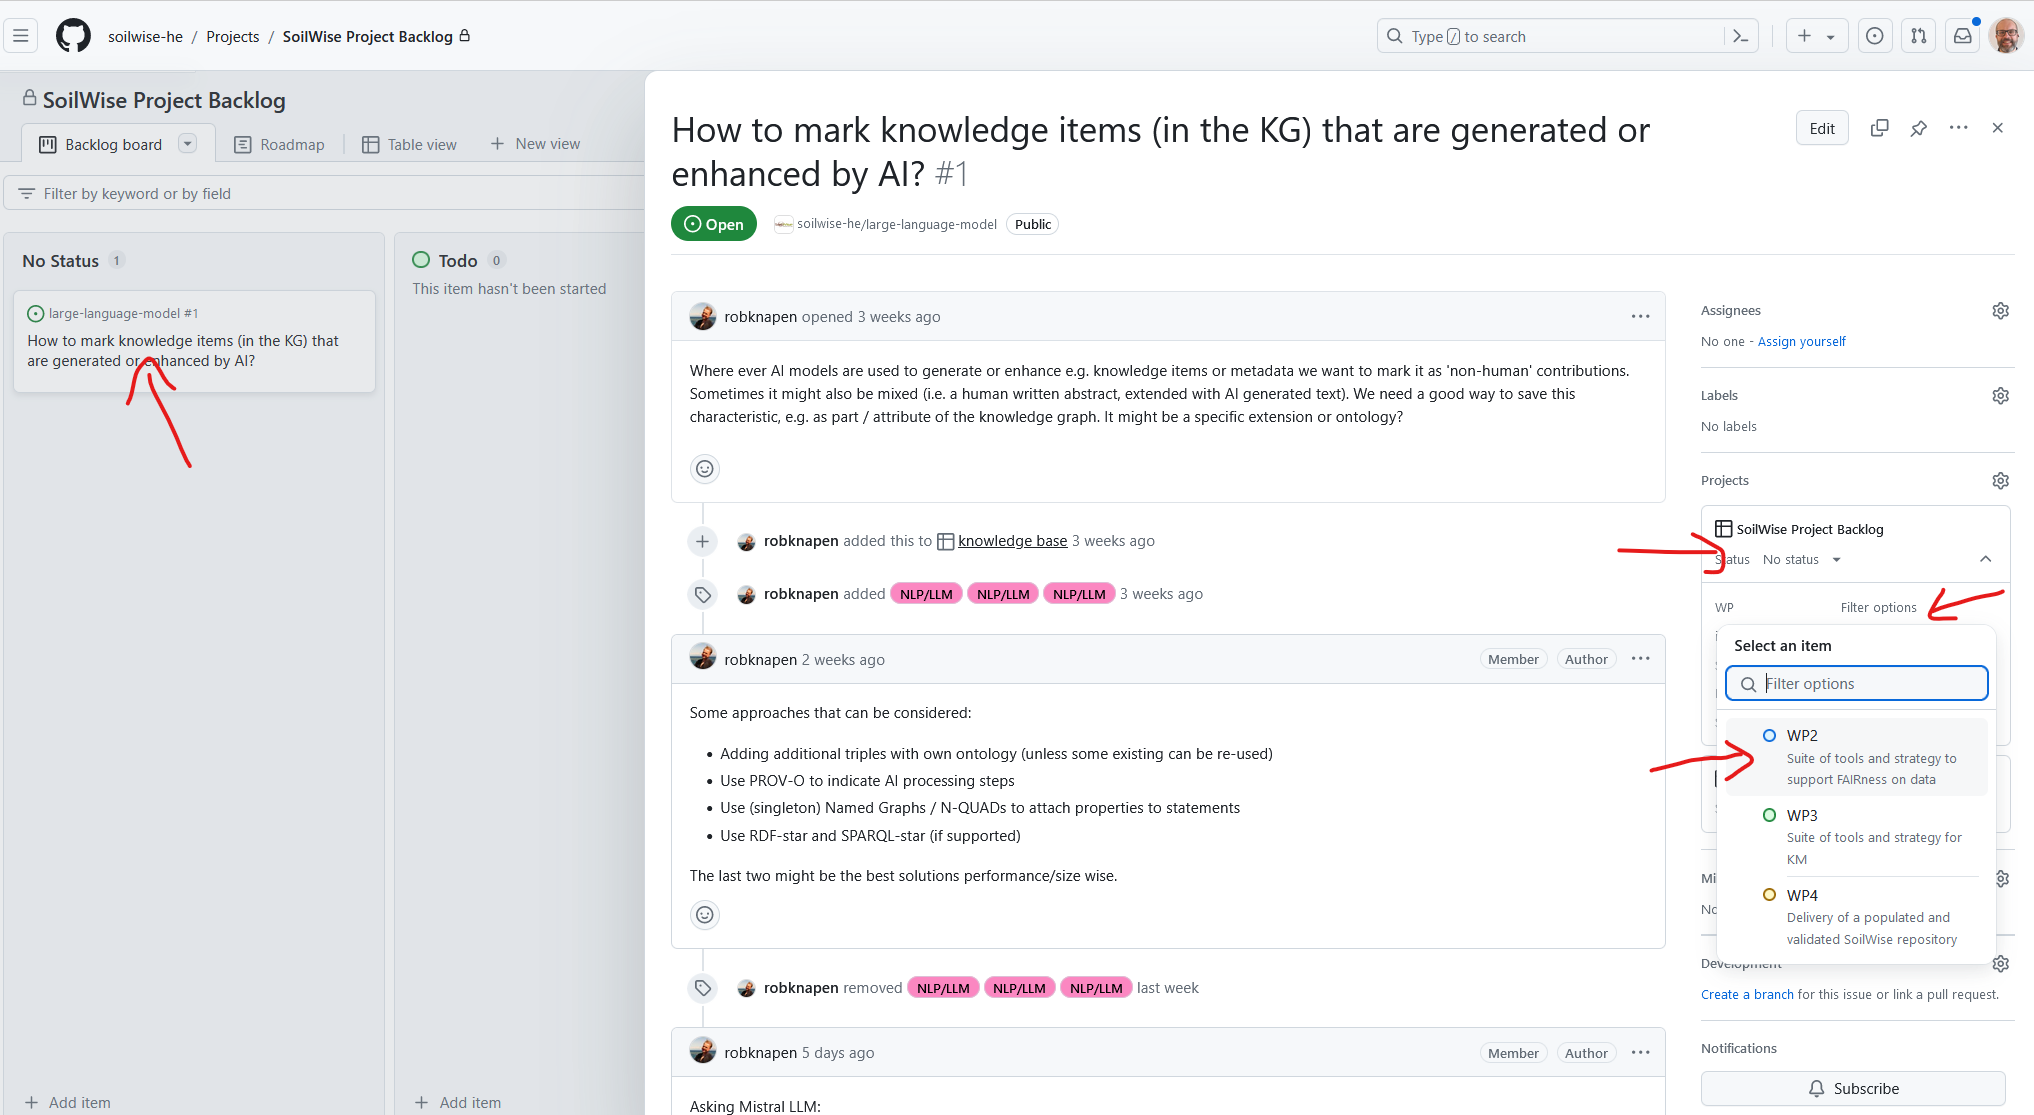 soilwise-he / Projects / SoilWise Project Backlog
Type / to search
SoilWise Project Backlog
Backlog board
Roadmap
Table view
New view
Filter by keyword or by field
No Status 1
large-language-model #1
How to mark knowledge items (in the KG) that
are generated or enhanced by AI?
Add item
Todo 0
This item hasn't been started
Add item
How to mark knowledge items (in the KG) that are generated or
enhanced by AI? #1
Edit
Open
soilwise-he/large-language-model
Public
robknapen opened 3 weeks ago
Where ever AI models are used to generate or enhance e.g. knowledge items or metadata we want to mark it as 'non-human' contributions.
Sometimes it might also be mixed (i.e. a human written abstract, extended with AI generated text). We need a good way to save this
characteristic, e.g. as part / attribute of the knowledge graph. It might be a specific extension or ontology?
robknapen added this to knowledge base 3 weeks ago
robknapen added NLP/LLM NLP/LLM NLP/LLM 3 weeks ago
robknapen 2 weeks ago
Member
Author
Some approaches that can be considered:
• Adding additional triples with own ontology (unless some existing can be re-used)
• Use PROV-O to indicate AI processing steps
• Use (singleton) Named Graphs / N-QUADs to attach properties to statements
• Use RDF-star and SPARQL-star (if supported)
The last two might be the best solutions performance/size wise.
robknapen removed NLP/LLM NLP/LLM NLP/LLM last week
robknapen 5 days ago
Member
Author
Asking Mistral LLM:
Assignees
No one - Assign yourself
Labels
No labels
Projects
SoilWise Project Backlog
Status No status
WP Filter options
Select an item
Filter options
WP2
Suite of tools and strategy to
support FAIRness on data
WP3
Suite of tools and strategy for
KM
WP4
Delivery of a populated and
validated SoilWise repository
Development
Create a branch for this issue or link a pull request.
Notifications
Subscribe